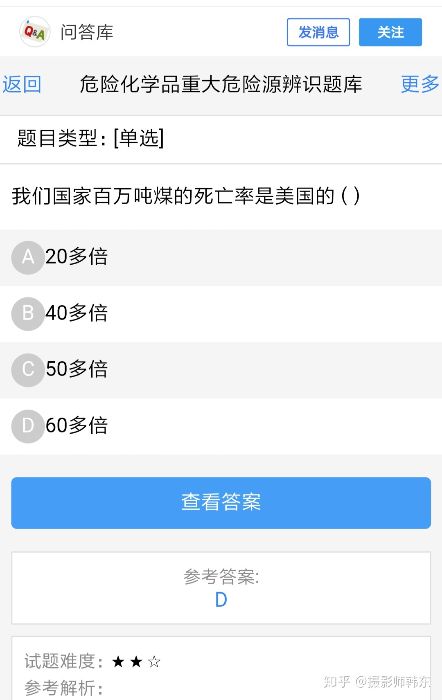 Q&A 问答库 发消息 关注
返回 危险化学品重大危险源辨识题库 更多
题目类型：[单选]
我们国家百万吨煤的死亡率是美国的 ( )
A 20多倍
B 40多倍
C 50多倍
D 60多倍
查看答案
参考答案:
D
试题难度：★ ★ ☆
参考解析：
知乎 @摄影师韩东